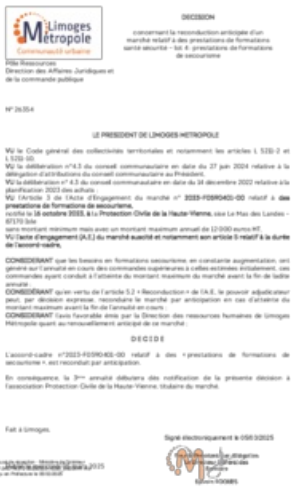 Limoges
Métropole
Communauté urbaine
DECISION
concernant la reconduction anticipée d'un
marché relatif à des prestations de formations
santé sécurité – lot 4: prestations de formations
de secourisme
Pôle Ressources
Direction des Affaires Juridiques et
de la commande publique
N° 26354
LE PRESIDENT DE LIMOGES METROPOLE
VU le Code général des collectivités territoriales et notamment les articles L 5211-2 et
L 5211-10;
VU la délibération n°4.3 du conseil communautaire en date du 27 juin 2024 relative à la
délégation d'attributions du conseil communautaire au Président,
VU la délibération n° 4.3 du conseil communautaire en date du 14 décembre 2022 relative à la
planification 2023 des achats :
VU l'Article 3 de l'Acte d'Engagement du marché n° 2023-FDS90401-00 relatif à des
prestations de formations de secourisme,
notifié le 16 octobre 2023, à la Protection Civile de la Haute-Vienne, sise Le Mas des Landes –
87170 Isle
sans montant minimum mais avec un montant maximum annuel de 12 000 euros HT.
VU l'acte d'engagement (A.E.) du marché suscité et notamment son article 5 relatif à la durée
de l'accord-cadre,
CONSIDERANT que les besoins en formations secourisme, en constante augmentation, ont
généré sur l'année en cours des commandes supérieures à celles estimées initialement, ces
commandes ayant conduit à l'atteinte du montant maximum du marché avant la fin de ladite
année :
CONSIDÉRANT qu'en vertu de l'article 5.2 « Reconduction » de l'A.E, le pouvoir adjudicateur
peut, par décision expresse, reconduire le marché par anticipation en cas d'atteinte du
montant maximum avant la fin de l'annuité en cours :
CONSIDERANT l'avis favorable émis par la Direction des ressources humaines de Limoges
Métropole quant au renouvellement anticipé de ce marché :
D E C I D E
L'accord-cadre n°2023-FDS90401-00 relatif à des « prestations de formations de
secourisme », est reconduit par anticipation.
En conséquence, la 3ème annuité débutera dès notification de la présente décision à
l'association Protection Civile de la Haute-Vienne, titulaire du marché.
Fait à Limoges,
Signé électroniquement le 05/03/2025